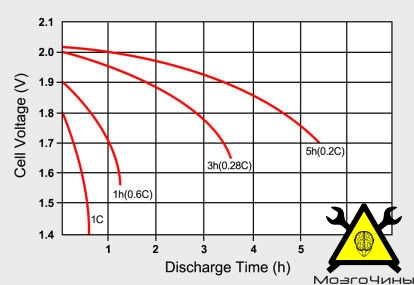 2.1
2.0
1.9
1.8
1.7
1.6
1.5
1.4
Cell Voltage (V)
1C
1h(0.6C)
3h(0.28C)
5h(0.2C)
1
2
3
4
5
Discharge Time (h)
МозгоЧины